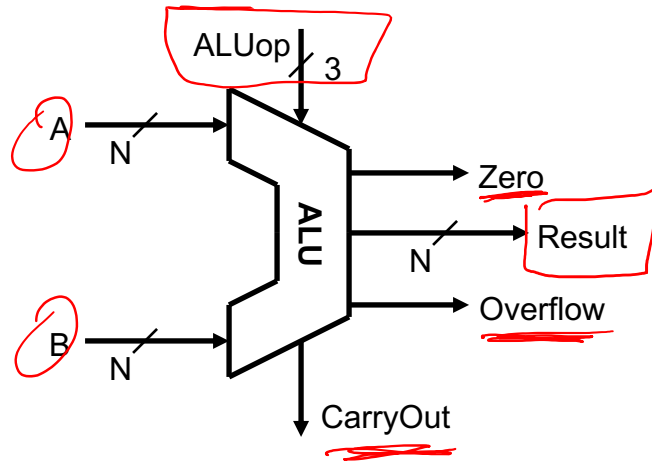 ALUop
3
A
N
Zero
ALU
N
Result
B
N
Overflow
CarryOut